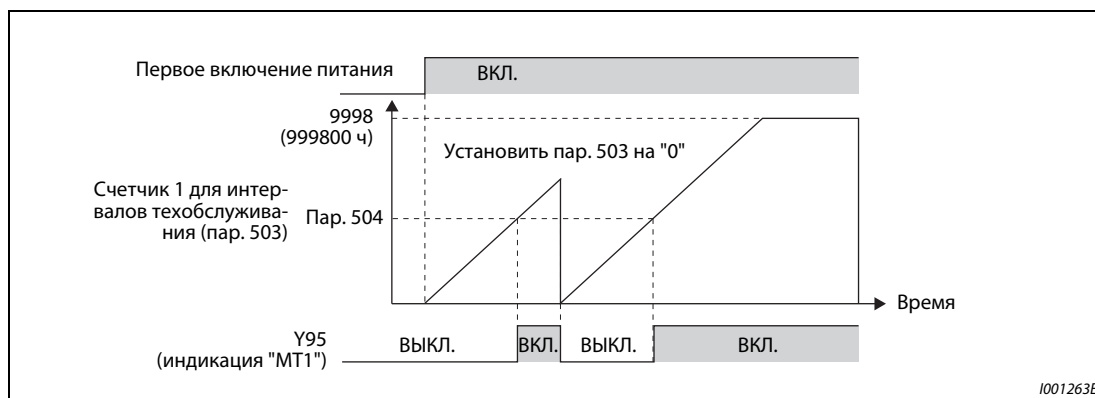 Первое включение питания
ВКЛ.
9998
(999800 ч)
Установить пар. 503 на "0"
Счетчик 1 для интер-
валов техобслужива-
ния (пар. 503)
Пар. 504
Время
Y95
(индикация "MT1")
ВЫКЛ.
ВКЛ.
ВЫКЛ.
ВКЛ.
I001263E